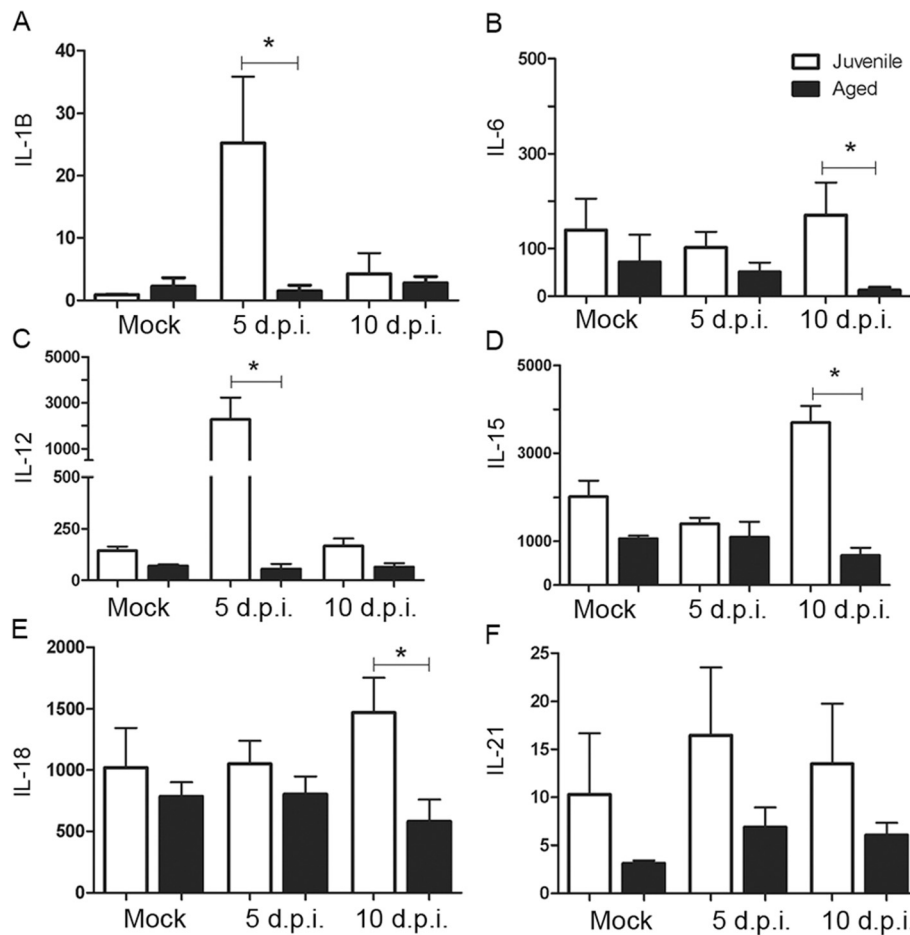 A
IL-1B
40
30
20
10
0
*
Mock 5 d.p.i. 10 d.p.i.
B
IL-6
500
300
100
0
*
Juvenile
Aged
Mock 5 d.p.i. 10 d.p.i.
C
IL-12
5000
3000
1000
500
250
0
*
Mock 5 d.p.i. 10 d.p.i.
D
IL-15
5000
3000
1000
0
*
Mock 5 d.p.i. 10 d.p.i.
E
IL-18
2000
1500
1000
500
0
*
Mock 5 d.p.i. 10 d.p.i.
F
IL-21
25
20
15
10
5
0
Mock 5 d.p.i. 10 d.p.i